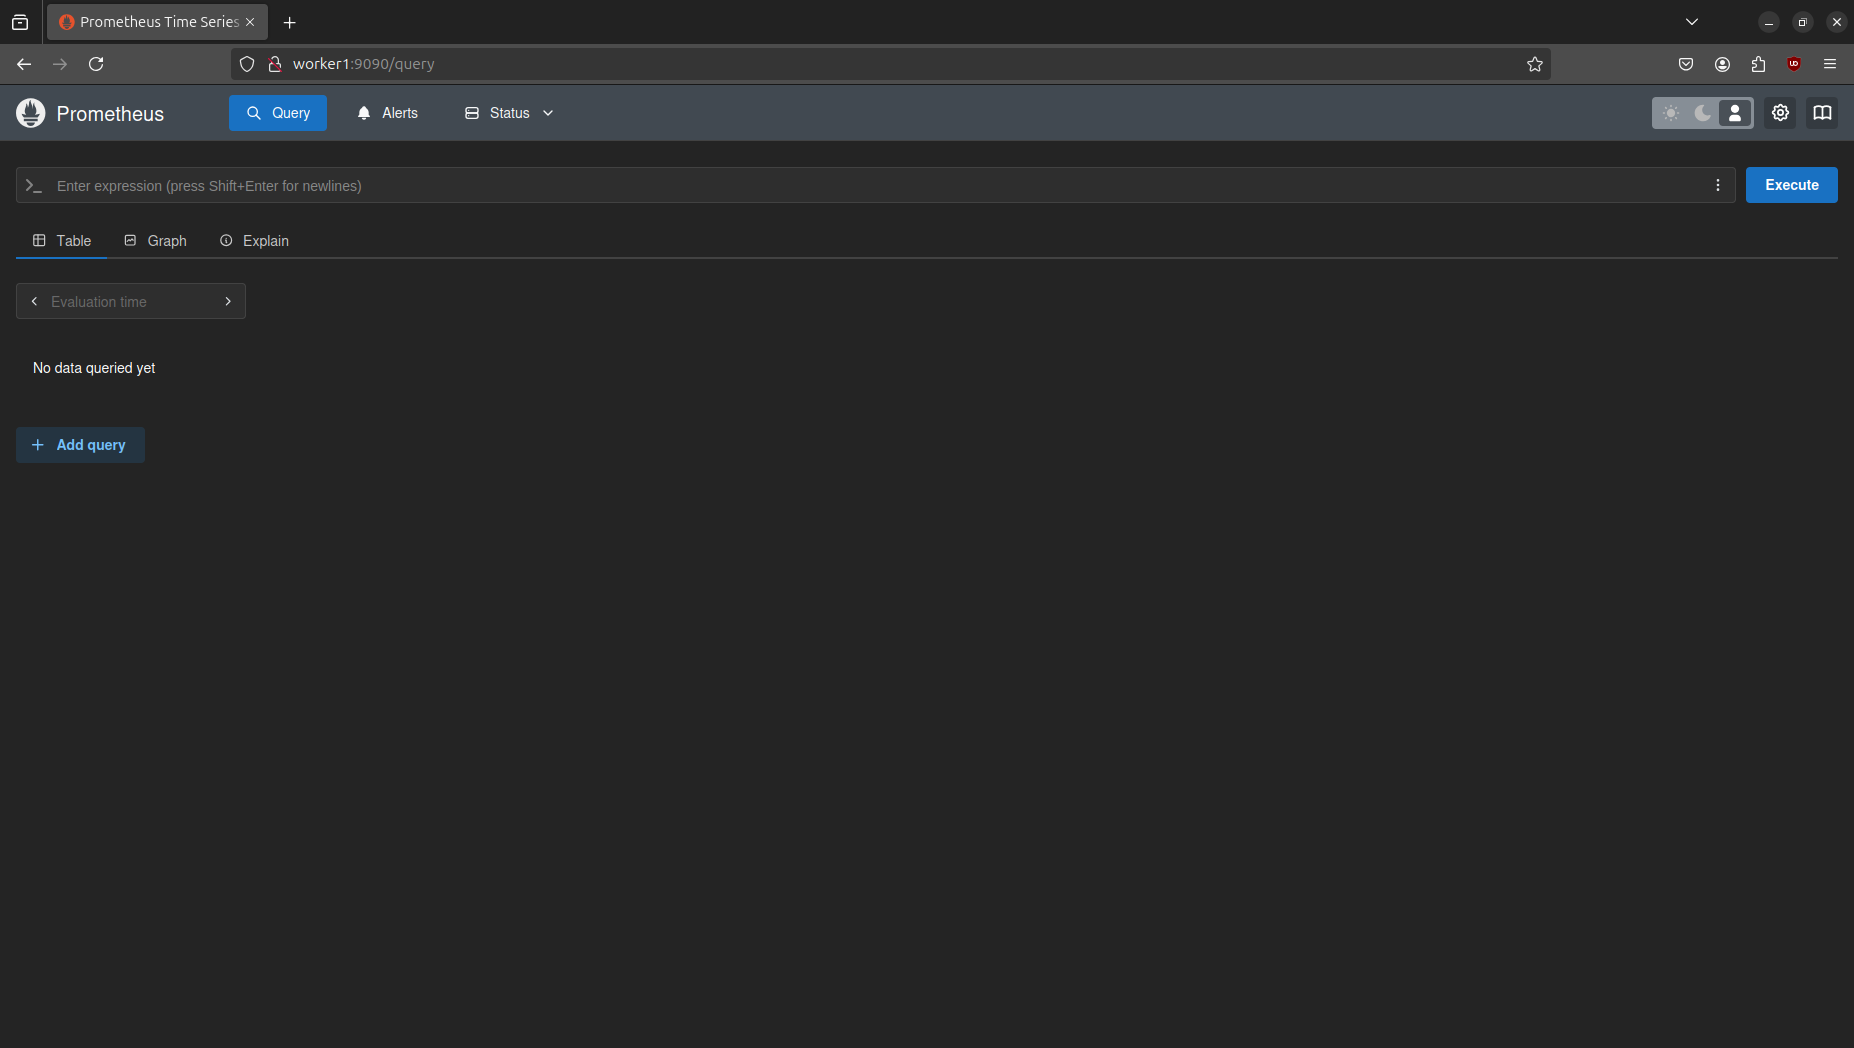 Prometheus Time Series
worker1:9090/query
Prometheus
Query
Alerts
Status
Enter expression (press Shift+Enter for newlines)
Execute
Table
Graph
Explain
Evaluation time
No data queried yet
Add query